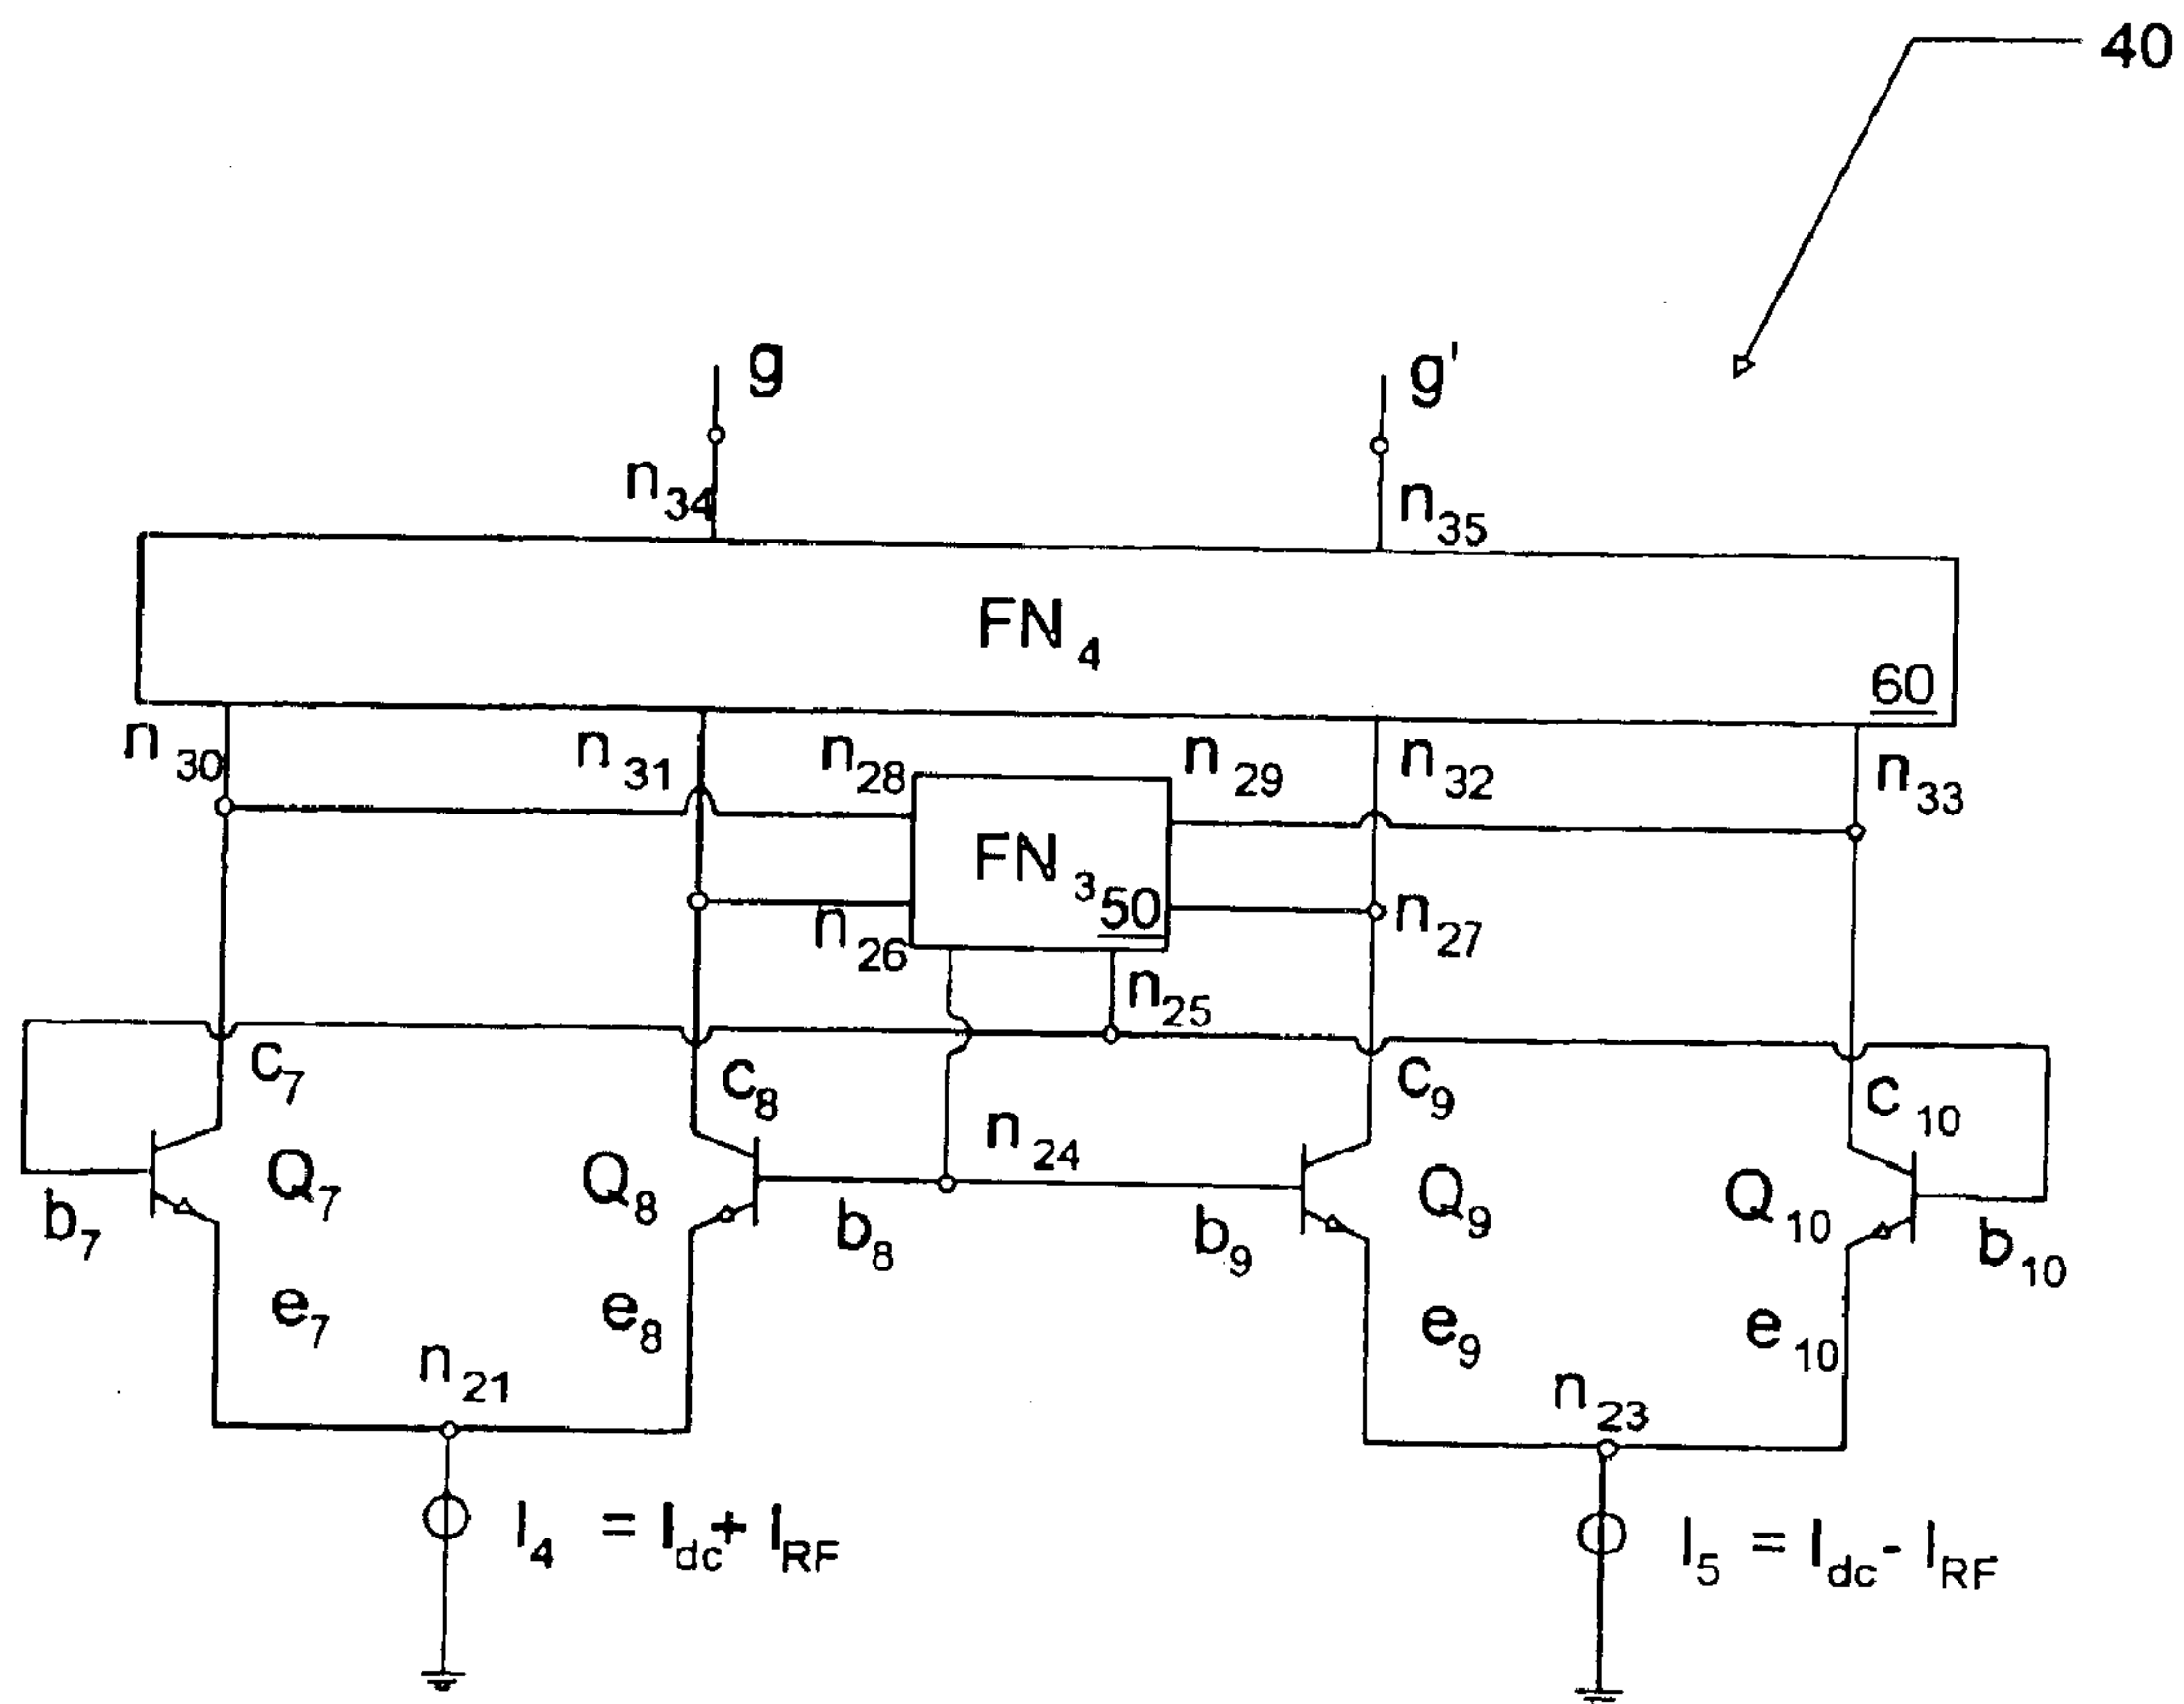 40
g g'
n34 n35
FN4
60
n30 n31 n28 n29 n32 n33
FN3 50
n26 n27
n25
c7 c8 c9 c10
n24
Q7 Q8 Q9 Q10
b7 b8 b9 b10
e7 e8 e9 e10
n21 n23
I4 = Idc+ IRF I5 = Idc- IRF